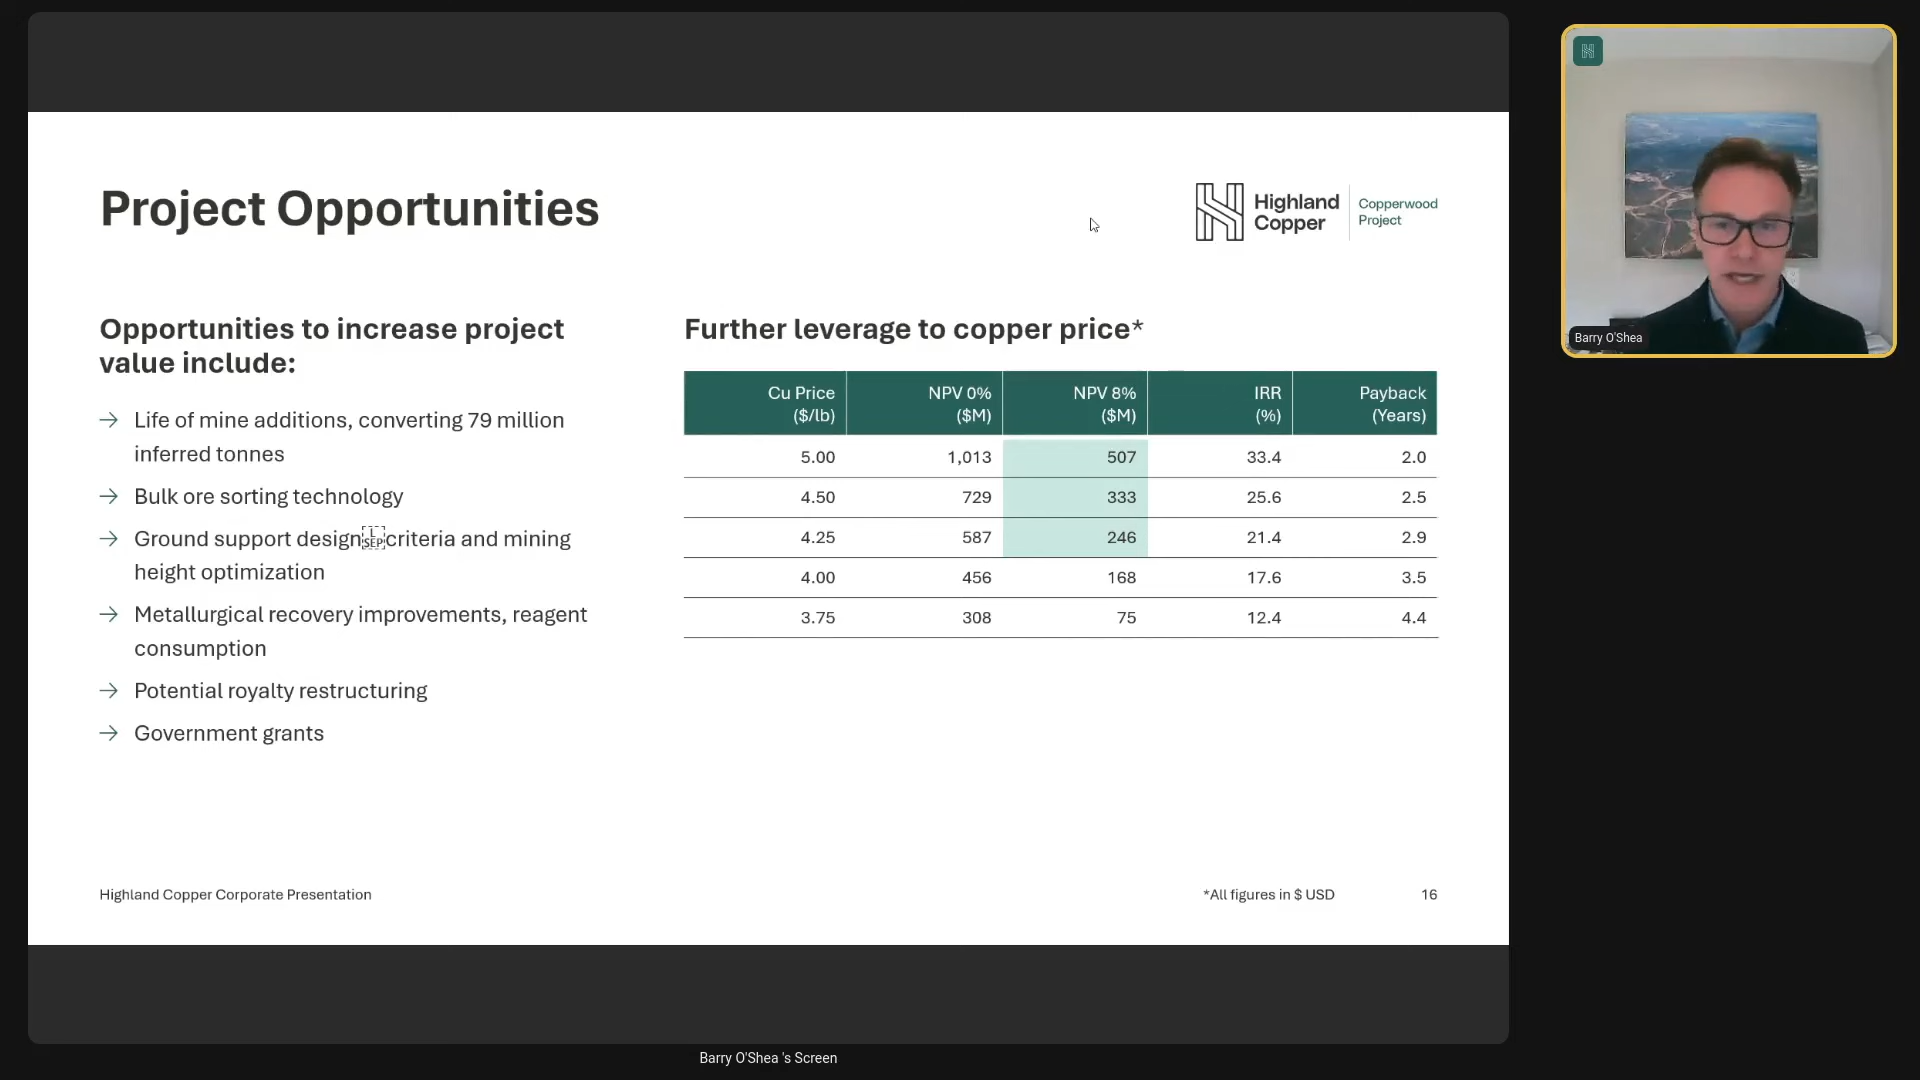 Project Opportunities
Highland
Copper
Copperwood
Project
Opportunities to increase project
value include:
→ Life of mine additions, converting 79 million
inferred tonnes
→ Bulk ore sorting technology
→ Ground support design L SEP criteria and mining
height optimization
→ Metallurgical recovery improvements, reagent
consumption
→ Potential royalty restructuring
→ Government grants
Further leverage to copper price*
Cu Price ($/lb) NPV 0% ($M) NPV 8% ($M) IRR (%) Payback (Years)
5.00 1,013 507 33.4 2.0
4.50 729 333 25.6 2.5
4.25 587 246 21.4 2.9
4.00 456 168 17.6 3.5
3.75 308 75 12.4 4.4
Highland Copper Corporate Presentation
*All figures in $ USD
16
Barry O'Shea
Barry O'Shea 's Screen